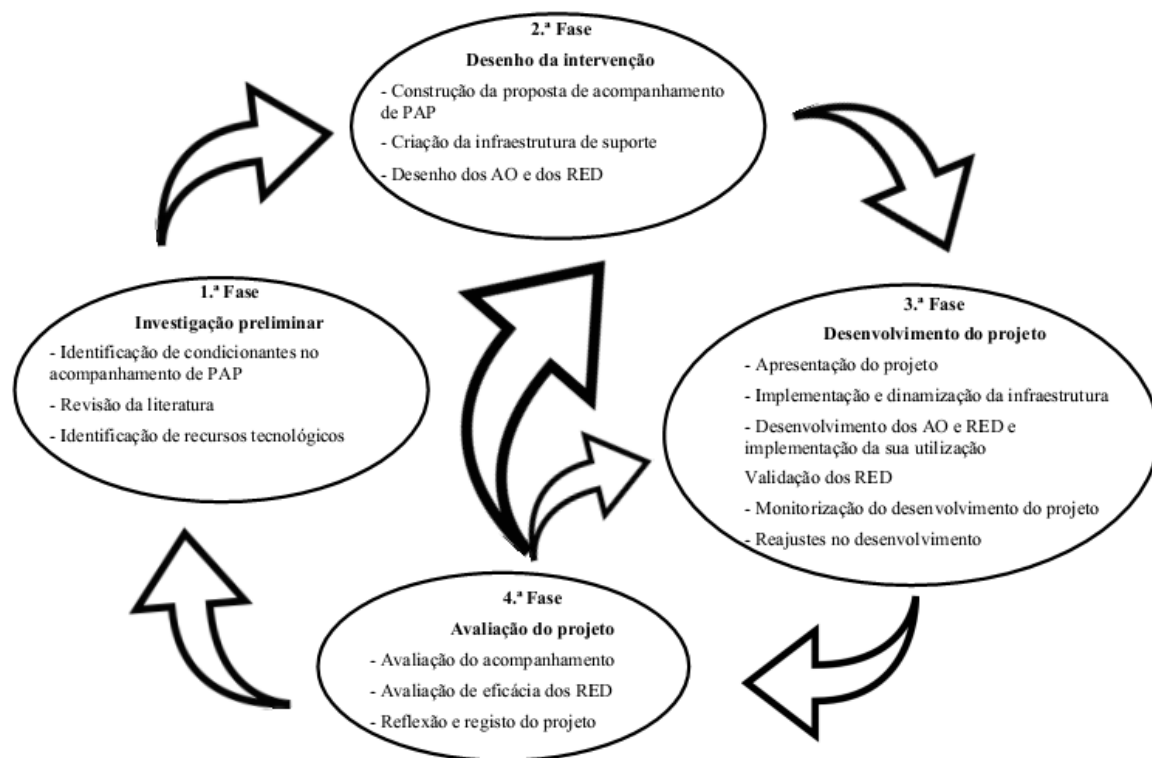 1.ª Fase
Investigação preliminar
- Identificação de condicionantes no
acompanhamento de PAP
- Revisão da literatura
- Identificação de recursos tecnológicos
2.ª Fase
Desenho da intervenção
- Construção da proposta de acompanhamento
de PAP
- Criação da infraestrutura de suporte
- Desenho dos AO e dos RED
3.ª Fase
Desenvolvimento do projeto
- Apresentação do projeto
- Implementação e dinamização da infraestrutura
- Desenvolvimento dos AO e RED e
implementação da sua utilização
Validação dos RED
- Monitorização do desenvolvimento do projeto
- Reajustes no desenvolvimento
4.ª Fase
Avaliação do projeto
- Avaliação do acompanhamento
- Avaliação de eficácia dos RED
- Reflexão e registo do projeto